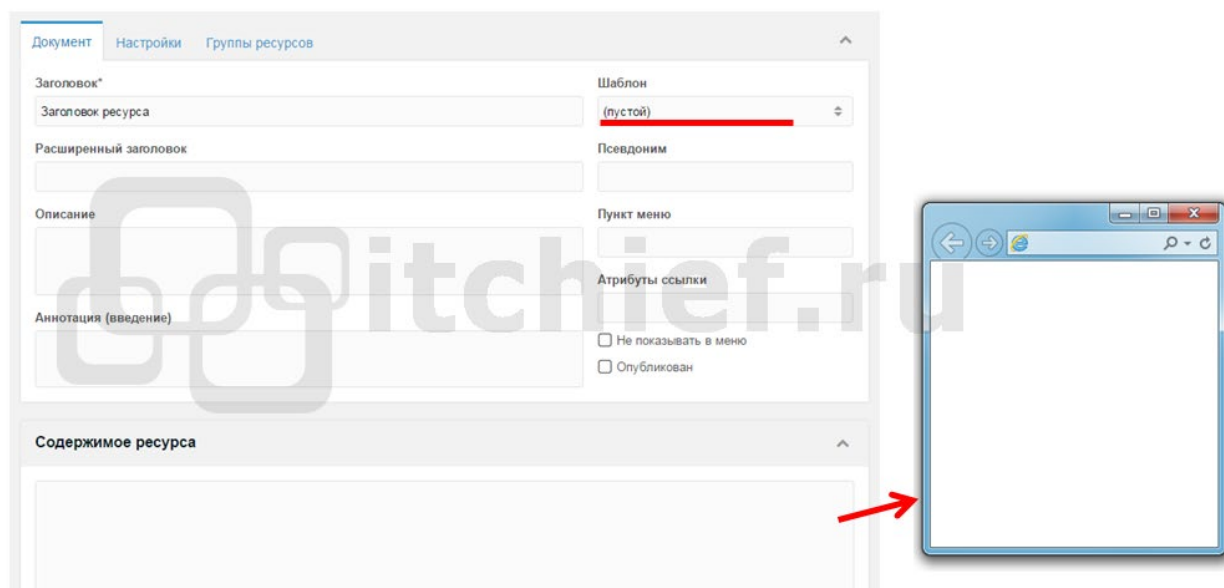 Документ Настройки Группы ресурсов
Заголовок*
Шаблон
Заголовок ресурса
(пустой)
Расширенный заголовок
Псевдоним
Описание
Пункт меню
Атрибуты ссылки
Аннотация (введение)
Не показывать в меню
Опубликован
Содержимое ресурса
itchief.ru